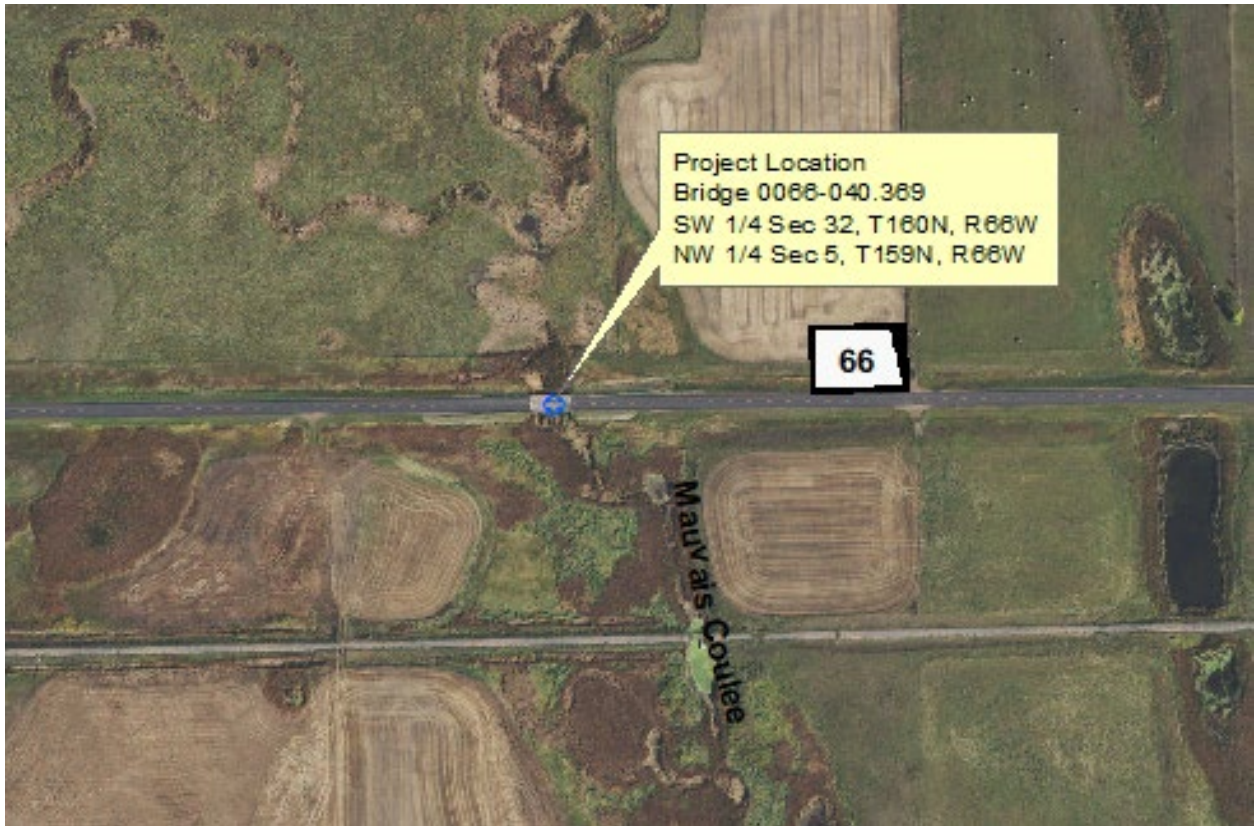 Project Location
Bridge 0066-040.369
SW 1/4 Sec 32, T160N, R66W
NW 1/4 Sec 5, T159N, R66W
66
Mauvais Coulee